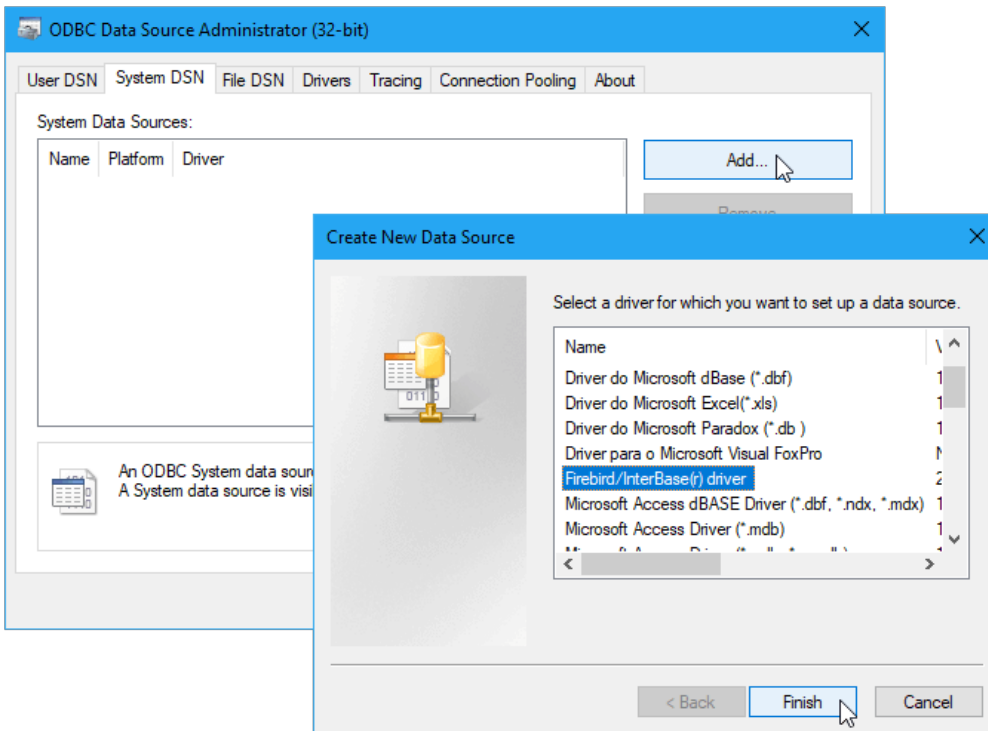 ODBC Data Source Administrator (32-bit)
User DSN System DSN File DSN Drivers Tracing Connection Pooling About
System Data Sources:
Name Platform Driver
Add...
Remove
Create New Data Source
Select a driver for which you want to set up a data source.
Name
Driver do Microsoft dBase (*.dbf)
Driver do Microsoft Excel(*.xls)
Driver do Microsoft Paradox (*.db )
Driver para o Microsoft Visual FoxPro
Firebird/InterBase(r) driver
Microsoft Access dBASE Driver (*.dbf, *.ndx, *.mdx)
Microsoft Access Driver (*.mdb)
An ODBC System data
A System data source is
< Back Finish Cancel